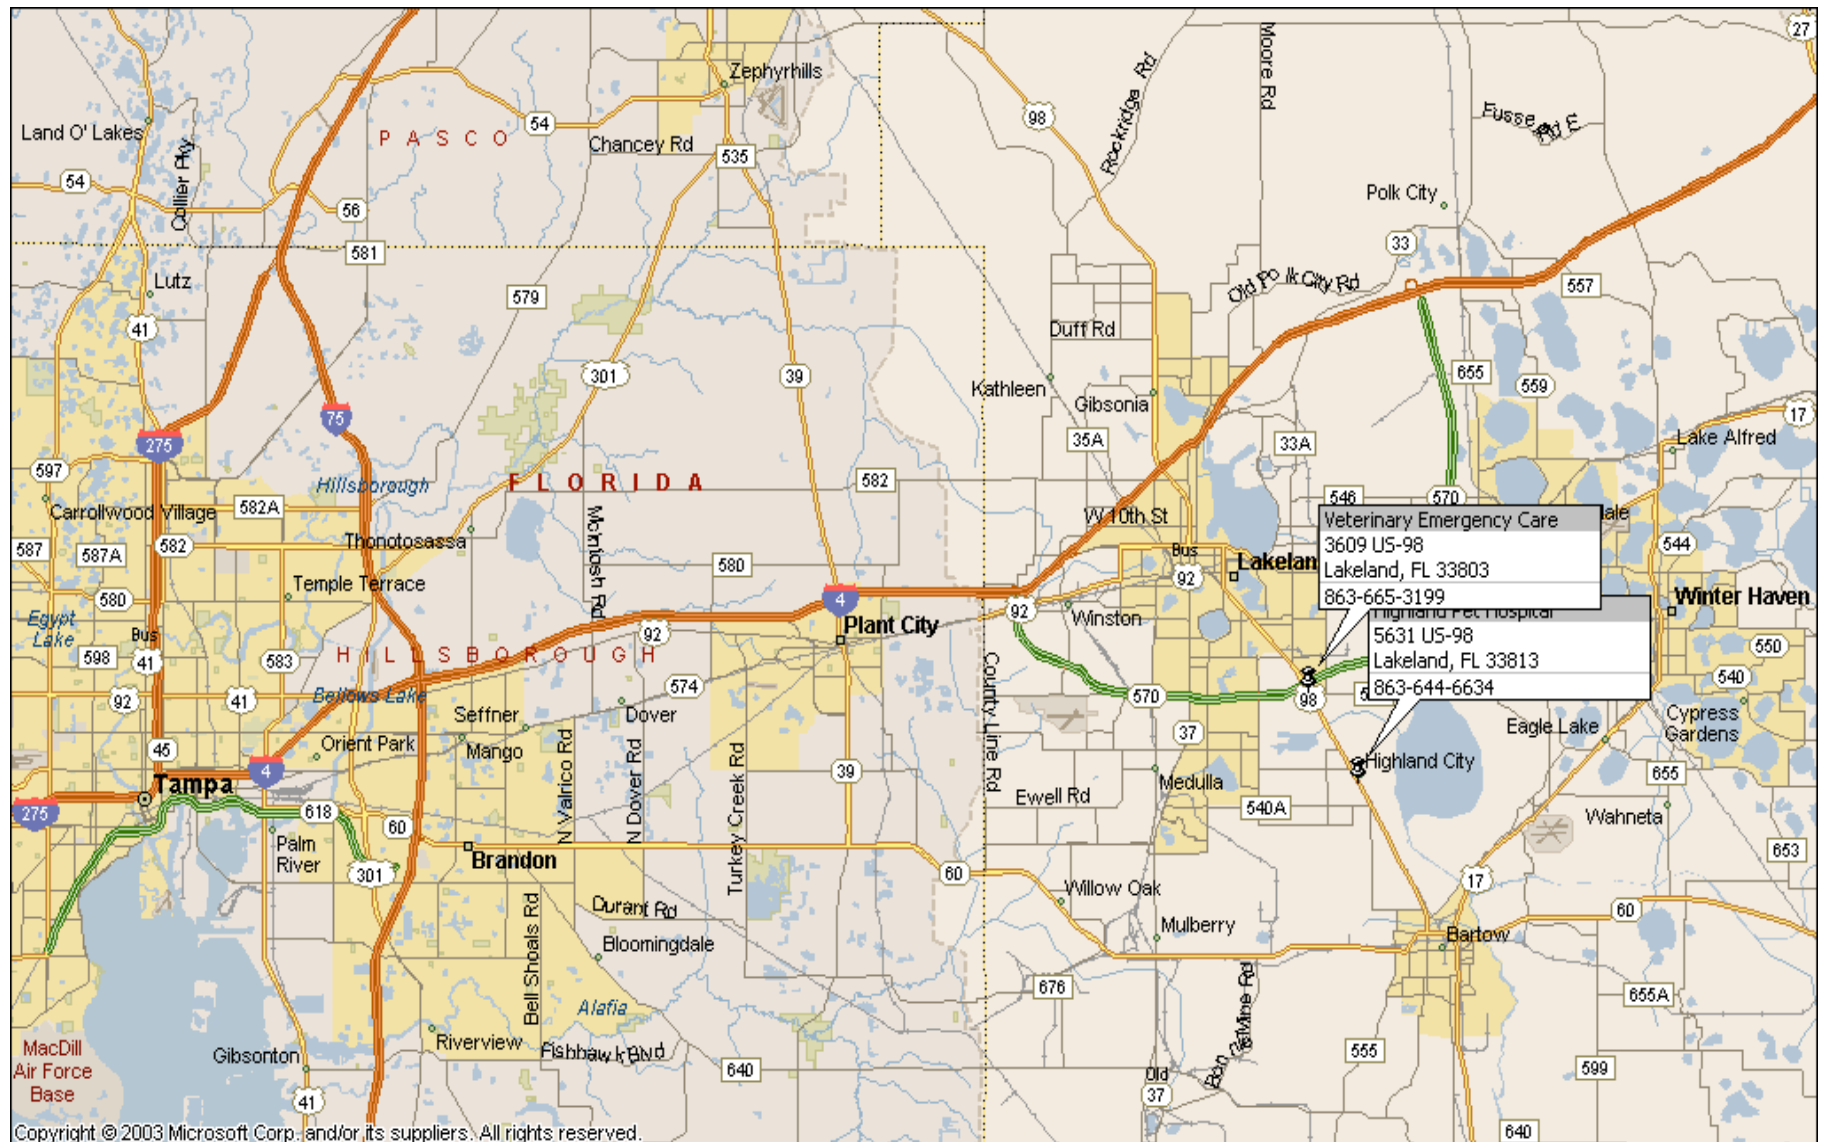 27
Zephyrhills
98
Rockridge Rd
Moore Rd
Land O' Lakes
Collier Pky
PASCO
54
Chancey Rd
535
54
56
Polk City
33
581
Lutz
579
Old Polk City Rd
557
41
Duff Rd
301
39
Kathleen
Gibsonia
655
559
17
75
275
35A
33A
Lake Alfred
597
Hillsborough
FLORIDA
582
546
570
Carrollwood Village
582A
McIntosh Rd
W 10th St
587
587A
582
Thonotosassa
544
580
Bus
92
Lakelan
Veterinary Emergency Care
3609 US-98
Lakeland, FL 33803
863-665-3199
Highland Pet Hospital
5631 US-98
Lakeland, FL 33813
863-644-6634
Temple Terrace
580
4
92
Winter Haven
Egypt
Lake
Bus
41
598
583
HILLSBOROUGH
92
Plant City
Winston
550
92
41
Bellows Lake
574
County Line Rd
570
98
540
Seffner
Dover
Cypress
Gardens
Eagle Lake
37
45
Orient Park
Mango
N Valrico Rd
N Dover Rd
Turkey Creek Rd
39
Highland City
4
Tampa
Medulla
655
275
618
60
Ewell Rd
540A
Wahneta
Palm
River
Brandon
653
301
60
17
Willow Oak
60
Durant Rd
Bell Shoals Rd
Mulberry
Bartow
Bloomingdale
676
655A
Alafia
MacDill
Air Force
Base
Gibsonton
Riverview
Fishhawk Blvd
640
555
599
Old
37
41
640
Copyright © 2003 Microsoft Corp. and/or its suppliers. All rights reserved.